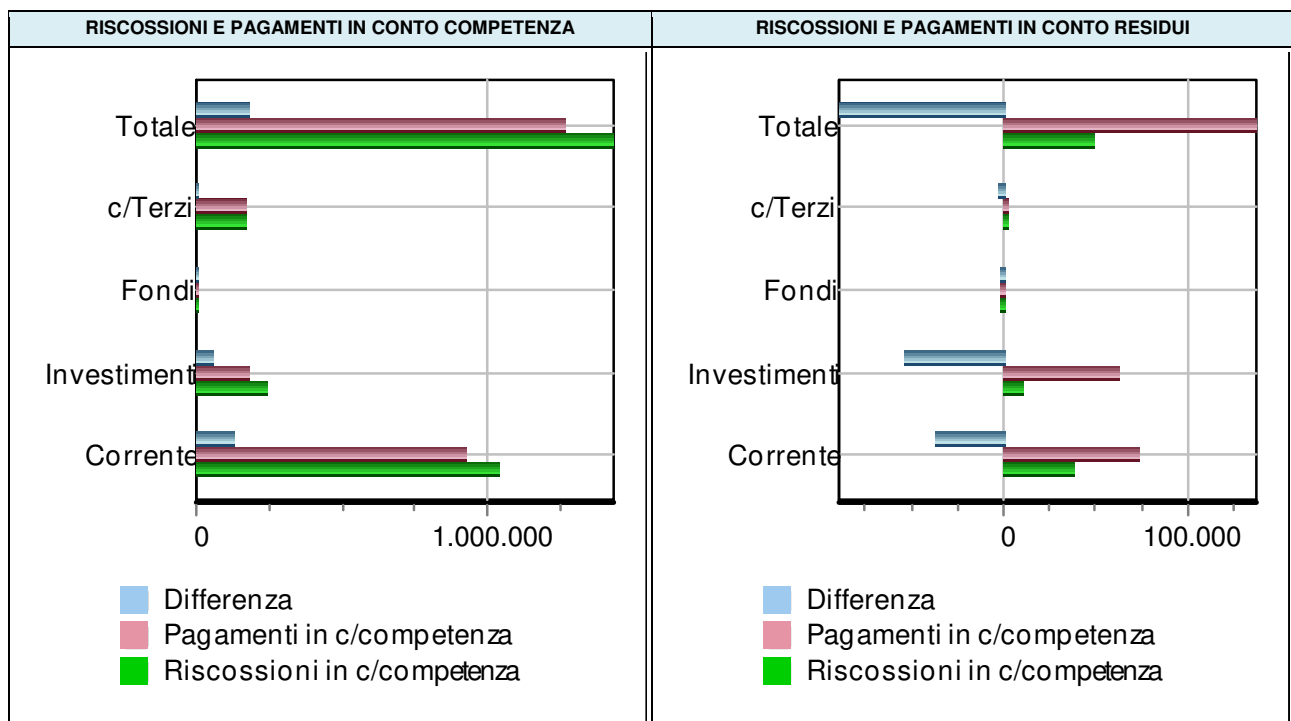 RISCOSSIONI E PAGAMENTI IN CONTO COMPETENZA
Totale
c/Terzi
Fondi
Investimenti
Corrente
0 1.000.000
Differenza
Pagamenti in c/competenza
Riscossioni in c/competenza
RISCOSSIONI E PAGAMENTI IN CONTO RESIDUI
Totale
c/Terzi
Fondi
Investimenti
Corrente
0 100.000
Differenza
Pagamenti in c/competenza
Riscossioni in c/competenza